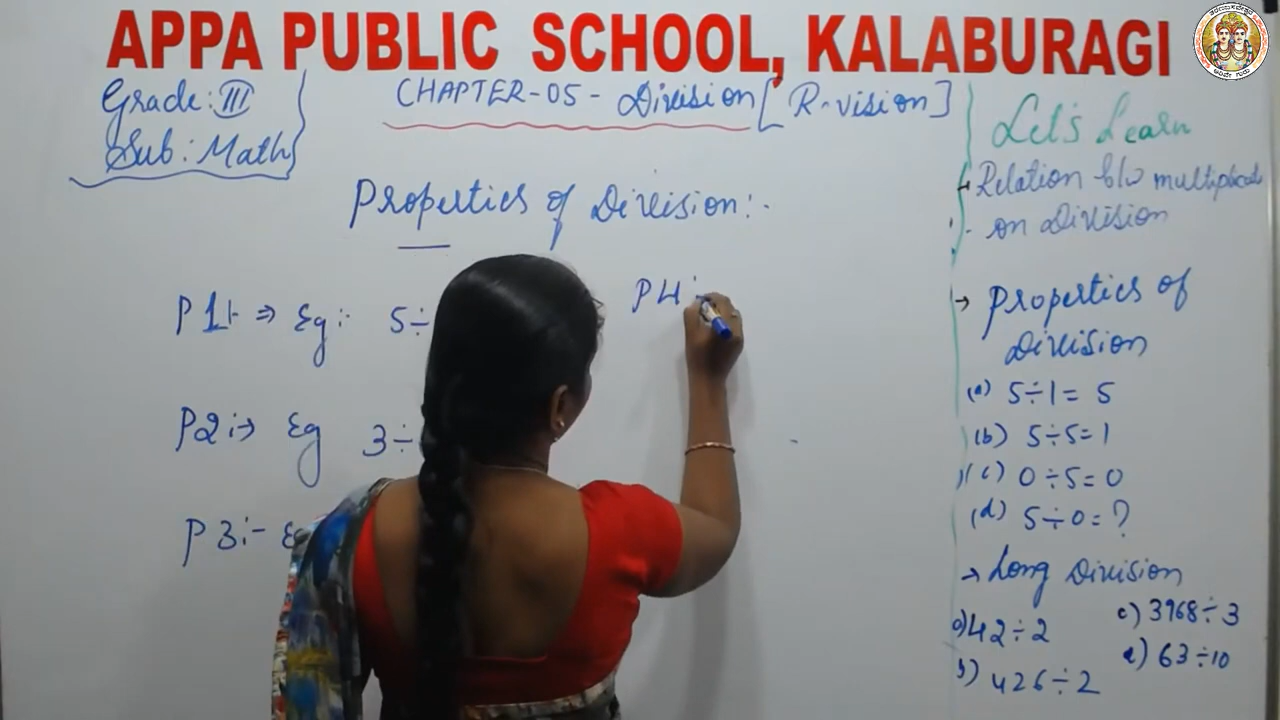 APPA PUBLIC SCHOOL, KALABURAGI
Grade: III
Sub: Math
CHAPTER-05 - Division [Revision]
Properties of Division:-
P1:- ⇒ Eg:- 5÷
P2:-> Eg 3÷
P3:- E
P4:
Let's Learn
→ Relation b/w multiplicati
on Division
→ Properties of
Division
(a) 5÷1= 5
(b) 5÷5=1
(c) 0÷5=0
(d) 5÷0=?
→ Long Division
a) 42÷2
b) 426÷2
c) 3968÷3
d) 63÷10